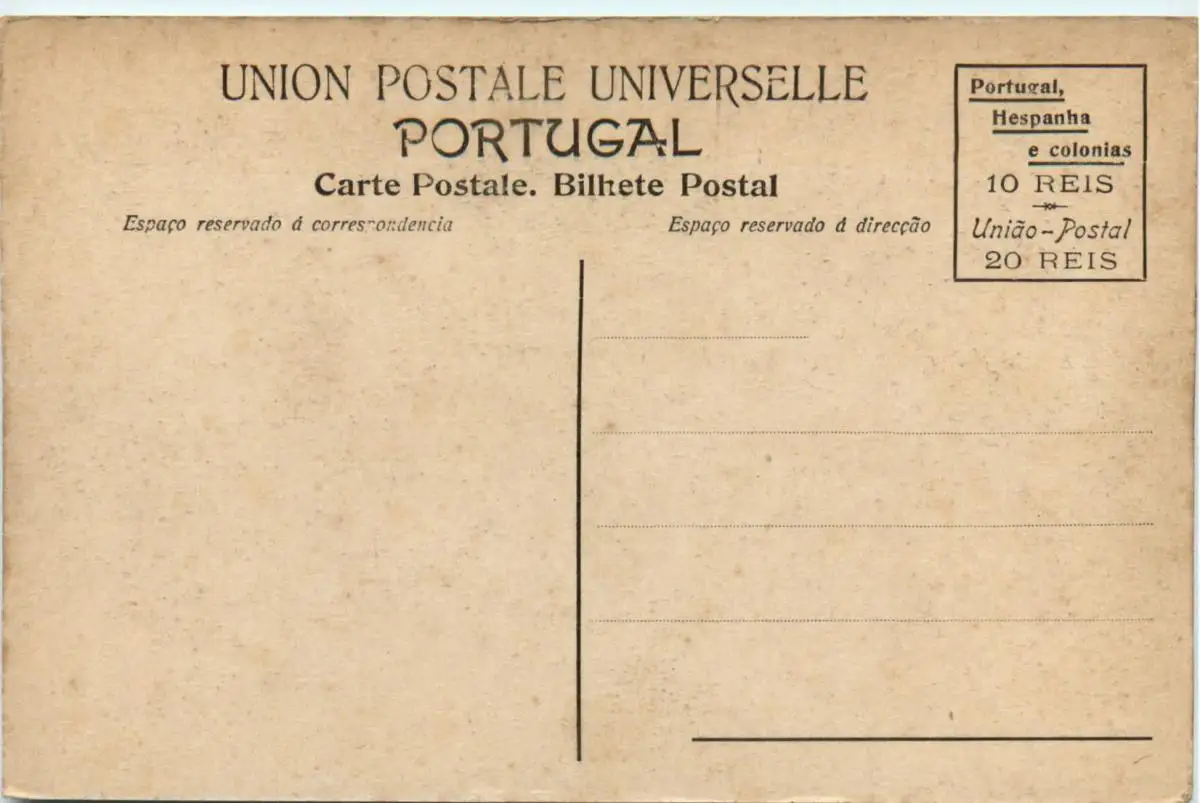 UNION POSTALE UNIVERSELLE
PORTUGAL
Carte Postale. Bilhete Postal
Espaço reservado á correspondencia
Espaço reservado á direcção
Portugal,
Hespanha
e colonias
10 REIS
União-Postal
20 REIS